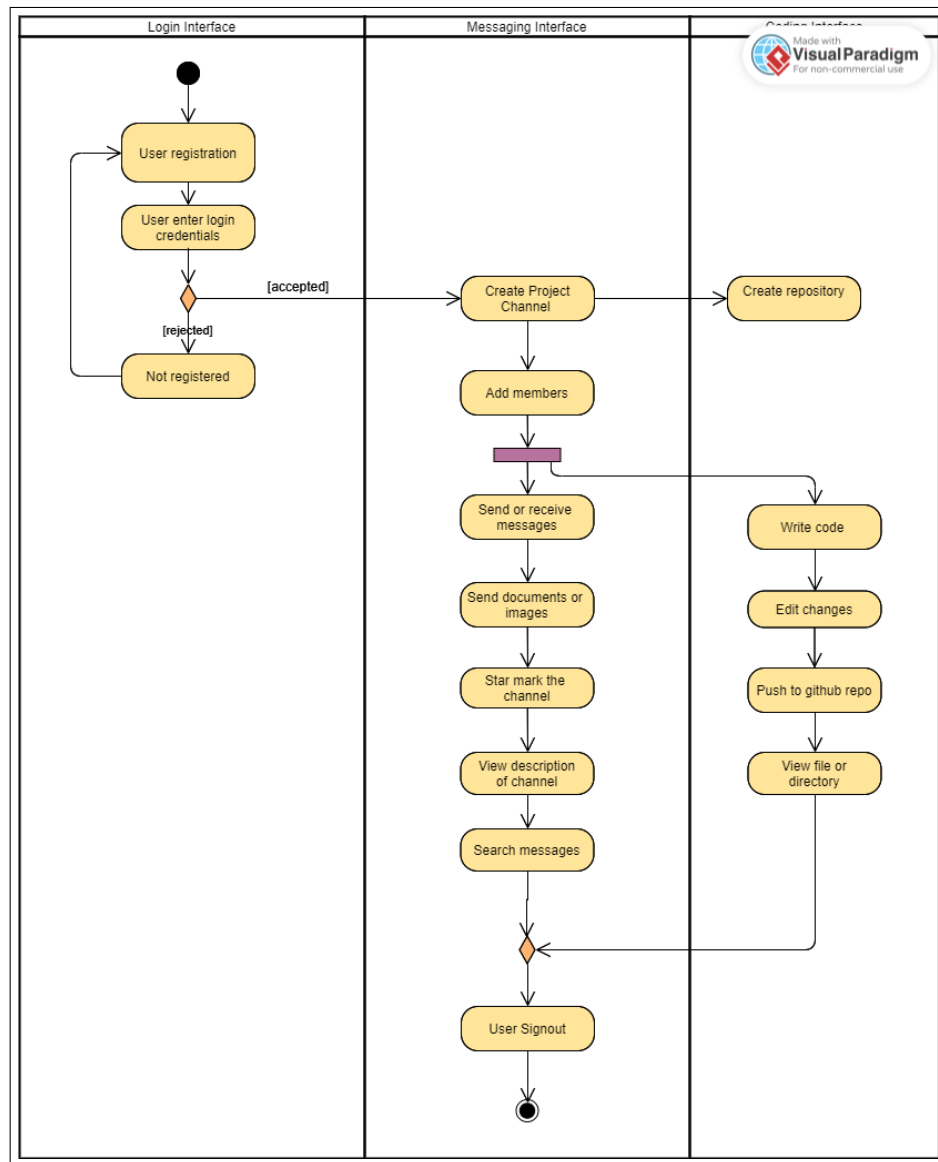 Login Interface
Messaging Interface
Coding Interface
Made with
Visual Paradigm
For non-commercial use
User registration
User enter login
credentials
[accepted]
[rejected]
Not registered
Create Project
Channel
Create repository
Add members
Send or receive
messages
Write code
Send documents or
images
Edit changes
Star mark the
channel
Push to github repo
View description
of channel
View file or
directory
Search messages
User Signout